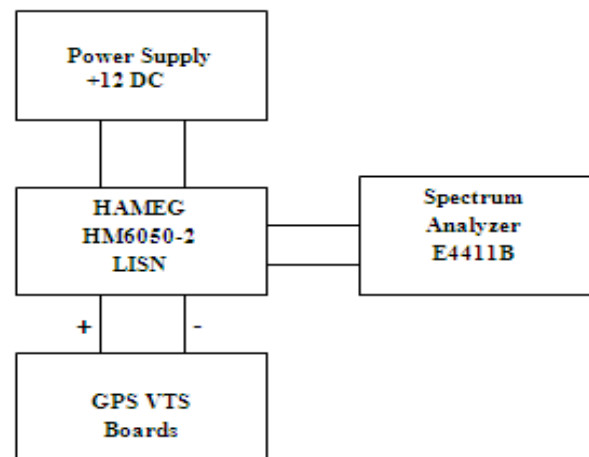 Power Supply
+12 DC
HAMEG
HM6050-2
LISN
Spectrum
Analyzer
E4411B
+ -
GPS VTS
Boards